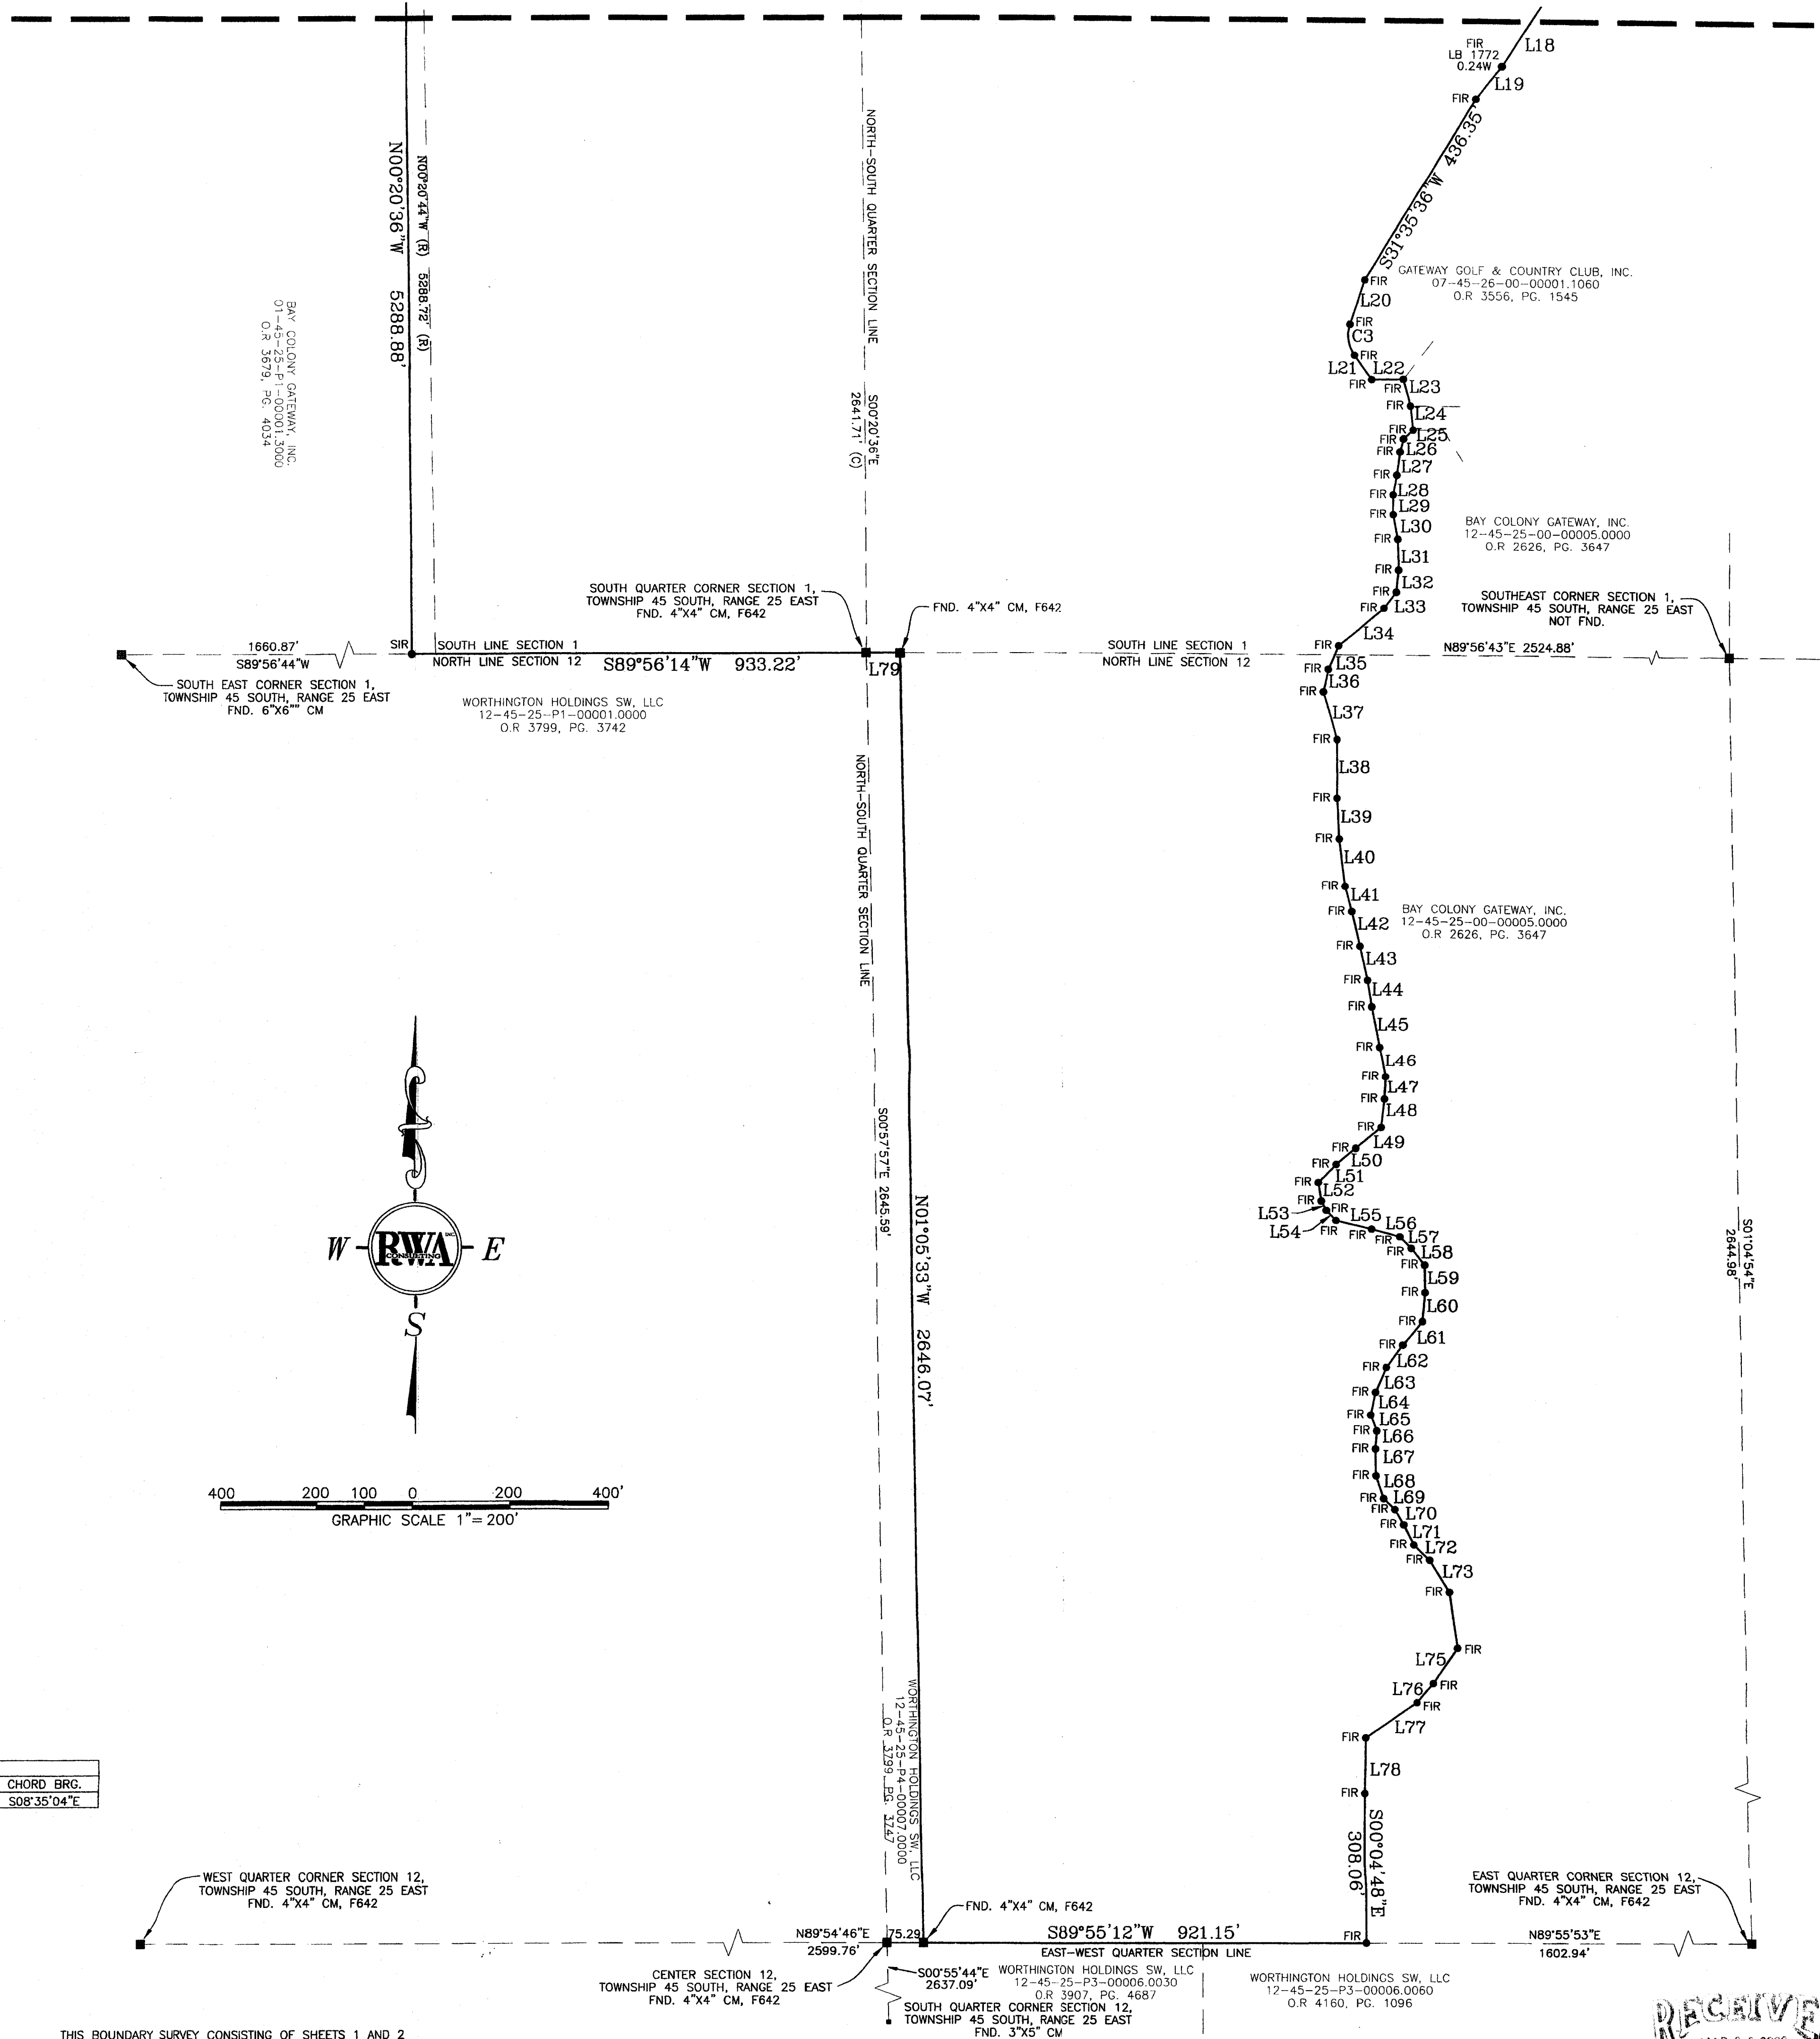 L18
FIR
LB 1772
0.24W
L19
FIR
S31°35'36"W 436.35'
GATEWAY GOLF & COUNTRY CLUB, INC.
07-45-26-00-00001.1060
O.R 3556, PG. 1545
FIR
L20
FIR
C3
FIR
L21
L22
FIR
FIR
L23
FIR
L24
FIR
L25
FIR
L26
FIR
L27
FIR
L28
FIR
L29
FIR
L30
FIR
L31
FIR
L32
FIR
L33
FIR
L34
FIR
N00°20'36"W 5288.88'
N00°20'44"W (R) 5288.72' (R)
BAY COLONY GATEWAY, INC.
01-45-25-P1-00001.3000
O.R 3679, PG. 4034
NORTH-SOUTH QUARTER SECTION LINE
S00°20'36"E
2641.71' (C)
BAY COLONY GATEWAY, INC.
12-45-25-00-00005.0000
O.R 2626, PG. 3647
SOUTH QUARTER CORNER SECTION 1,
TOWNSHIP 45 SOUTH, RANGE 25 EAST
FND. 4"X4" CM, F642
FND. 4"X4" CM, F642
SOUTHEAST CORNER SECTION 1,
TOWNSHIP 45 SOUTH, RANGE 25 EAST
NOT FND.
1660.87'
S89°56'44"W
SIR
SOUTH LINE SECTION 1
NORTH LINE SECTION 12
S89°56'14"W 933.22'
L79
SOUTH LINE SECTION 1
NORTH LINE SECTION 12
N89°56'43"E 2524.88'
SOUTH EAST CORNER SECTION 1,
TOWNSHIP 45 SOUTH, RANGE 25 EAST
FND. 6"X6"" CM
WORTHINGTON HOLDINGS SW, LLC
12-45-25-P1-00001.0000
O.R 3799, PG. 3742
L35
FIR
L36
FIR
L37
FIR
L38
FIR
L39
FIR
L40
FIR
L41
FIR
L42
FIR
L43
FIR
L44
FIR
L45
FIR
L46
FIR
L47
FIR
L48
FIR
L49
FIR
L50
FIR
L51
FIR
L52
FIR
L53
FIR
L54
L55
FIR
L56
FIR
FIR
L57
FIR
L58
FIR
L59
FIR
L60
FIR
L61
FIR
L62
FIR
L63
FIR
L64
FIR
L65
FIR
L66
FIR
L67
FIR
L68
FIR
L69
FIR
L70
FIR
L71
FIR
L72
FIR
L73
FIR
FIR
L75
FIR
L76
FIR
L77
FIR
L78
FIR
S00°04'48"E
308.06'
BAY COLONY GATEWAY, INC.
12-45-25-00-00005.0000
O.R 2626, PG. 3647
NORTH-SOUTH QUARTER SECTION LINE
S00°57'57"E 2645.59'
N01°05'33"W 2646.07'
S01°04'54"E
2644.98'
W
RWA INC.
CONSULTING
E
S
400 200 100 0 200 400'
GRAPHIC SCALE 1"= 200'
WORTHINGTON HOLDINGS SW, LLC
12-45-25-P4-00007.0000
O.R 3799, PG. 3747
CHORD BRG.
S08°35'04"E
WEST QUARTER CORNER SECTION 12,
TOWNSHIP 45 SOUTH, RANGE 25 EAST
FND. 4"X4" CM, F642
FND. 4"X4" CM, F642
EAST QUARTER CORNER SECTION 12,
TOWNSHIP 45 SOUTH, RANGE 25 EAST
FND. 4"X4" CM, F642
N89°54'46"E
2599.76'
75.29
S89°55'12"W 921.15'
EAST-WEST QUARTER SECTION LINE
FIR
N89°55'53"E
1602.94'
CENTER SECTION 12,
TOWNSHIP 45 SOUTH, RANGE 25 EAST
FND. 4"X4" CM, F642
S00°55'44"E
2637.09'
WORTHINGTON HOLDINGS SW, LLC
12-45-25-P3-00006.0030
O.R 3907, PG. 4687
WORTHINGTON HOLDINGS SW, LLC
12-45-25-P3-00006.0060
O.R 4160, PG. 1096
SOUTH QUARTER CORNER SECTION 12,
TOWNSHIP 45 SOUTH, RANGE 25 EAST
FND. 3"X5" CM
THIS BOUNDARY SURVEY CONSISTING OF SHEETS 1 AND 2
RECEIVE